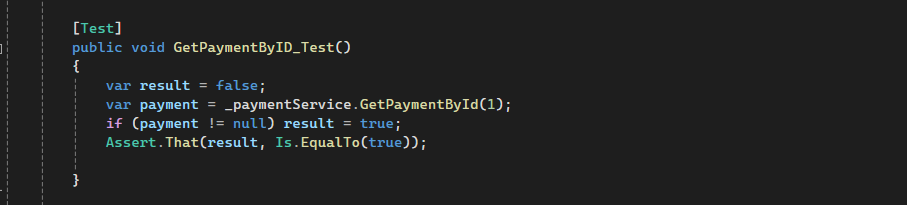 [Test]
public void GetPaymentByID_Test()
{
var result = false;
var payment = _paymentService.GetPaymentById(1);
if (payment != null) result = true;
Assert.That(result, Is.EqualTo(true));
}